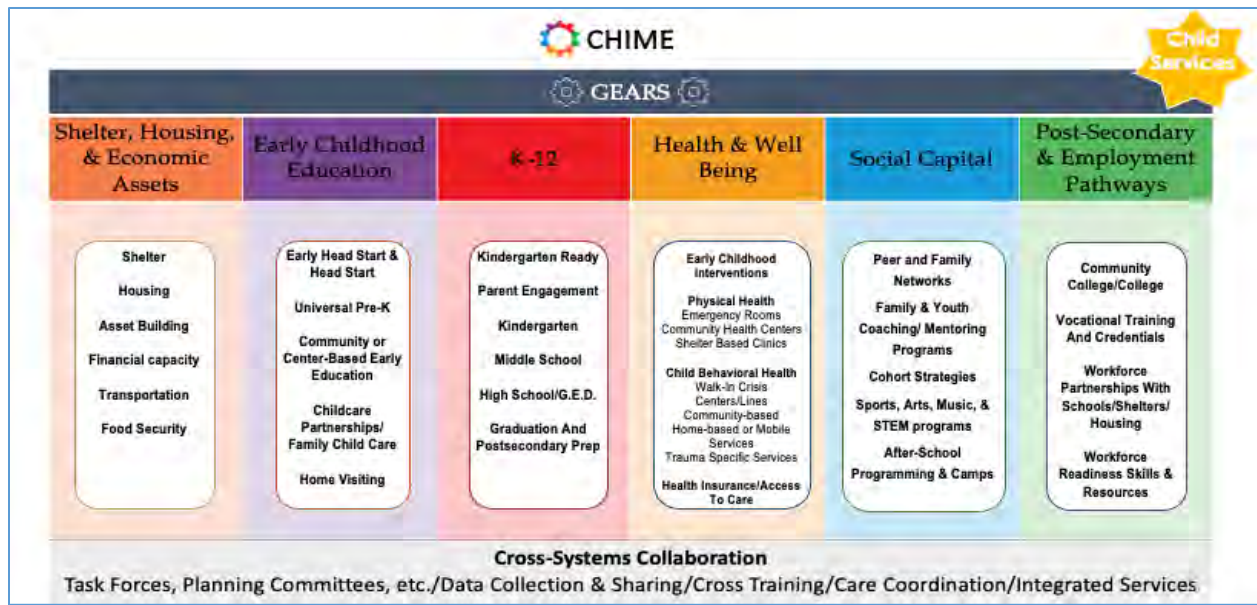 CHIME
Child
Services
GEARS
Shelter, Housing,
& Economic
Assets
Early Childhood
Education
K-12
Health & Well
Being
Social Capital
Post-Secondary
& Employment
Pathways
Shelter
Housing
Asset Building
Financial capacity
Transportation
Food Security
Early Head Start &
Head Start
Universal Pre-K
Community or
Center-Based Early
Education
Childcare
Partnerships/
Family Child Care
Home Visiting
Kindergarten Ready
Parent Engagement
Kindergarten
Middle School
High School/G.E.D.
Graduation And
Postsecondary Prep
Early Childhood
Interventions
Physical Health
Emergency Rooms
Community Health Centers
Shelter Based Clinics
Child Behavioral Health
Walk-In Crisis
Centers/Lines
Community-based
Home-based or Mobile
Services
Trauma Specific Services
Health Insurance/Access
To Care
Peer and Family
Networks
Family & Youth
Coaching/ Mentoring
Programs
Cohort Strategies
Sports, Arts, Music, &
STEM programs
After-School
Programming & Camps
Community
College/College
Vocational Training
And Credentials
Workforce
Partnerships With
Schools/Shelters/
Housing
Workforce
Readiness Skills &
Resources
Cross-Systems Collaboration
Task Forces, Planning Committees, etc./Data Collection & Sharing/Cross Training/Care Coordination/Integrated Services